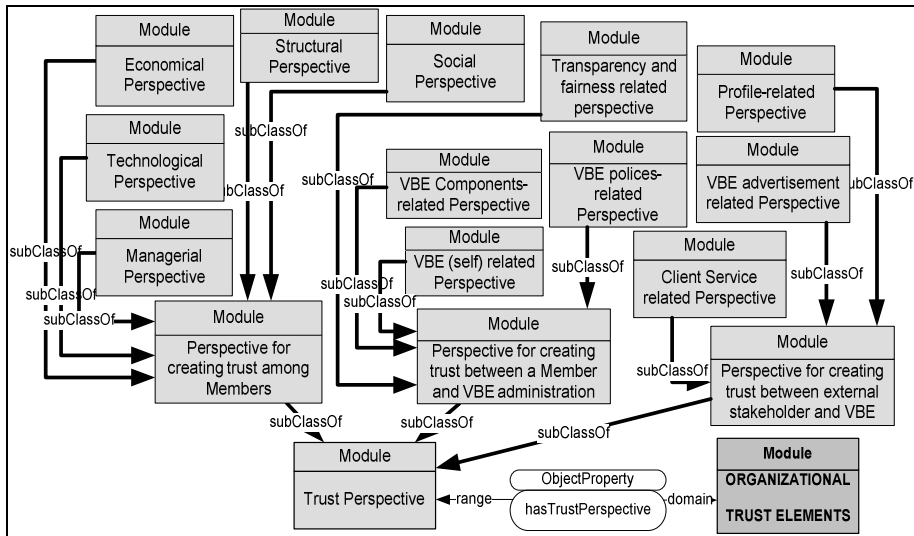 Module
Economical
Perspective
Module
Structural
Perspective
Module
Social
Perspective
Module
Transparency and
fairness related
perspective
Module
Profile-related
Perspective
subClassOf
Module
Technological
Perspective
subClassOf
subClassOf
Module
VBE Components-
related Perspective
Module
VBE polices-
related
Perspective
Module
VBE advertisement
related Perspective
subClassOf
subClassOf
Module
Managerial
Perspective
Module
VBE (self) related
Perspective
subClassOf
Module
Client Service
related Perspective
subClassOf
subClassOf
subClassOf
subClassOf
subClassOf
Module
Perspective for
creating trust among
Members
Module
Perspective for creating
trust between a Member
and VBE administration
subClassOf
Module
Perspective for creating
trust between external
stakeholder and VBE
subClassOf
subClassOf
subClassOf
Module
Trust Perspective
range
ObjectProperty
hasTrustPerspective
domain
Module
ORGANIZATIONAL
TRUST ELEMENTS